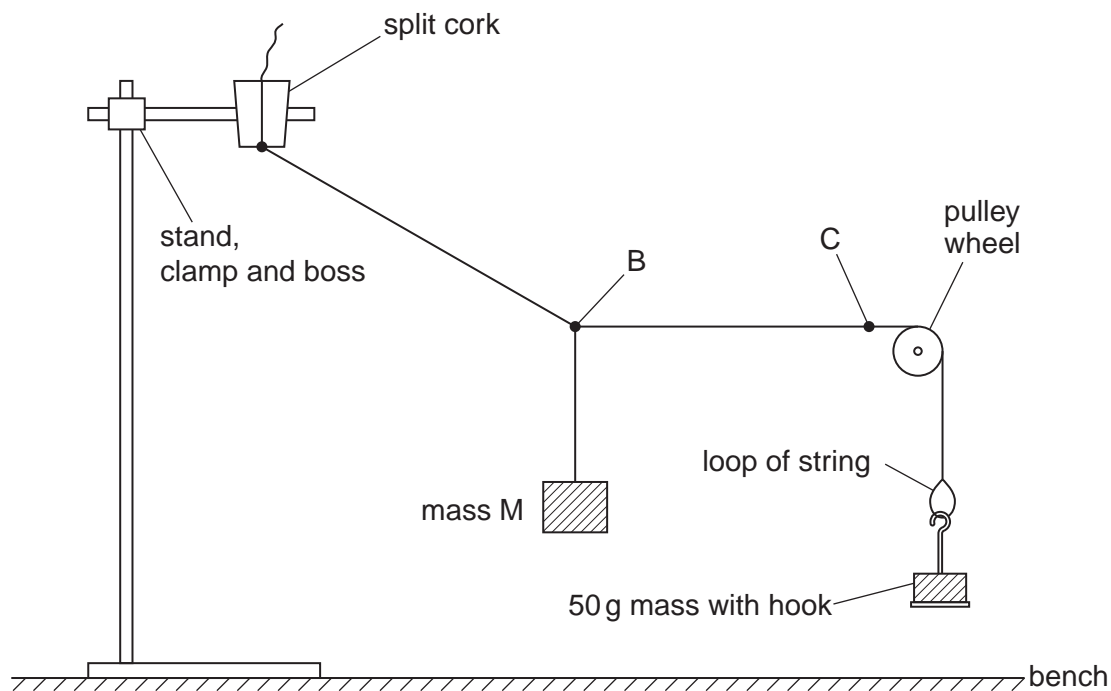 split cork
stand,
clamp and boss
B
C
pulley
wheel
loop of string
mass M
50 g mass with hook
bench